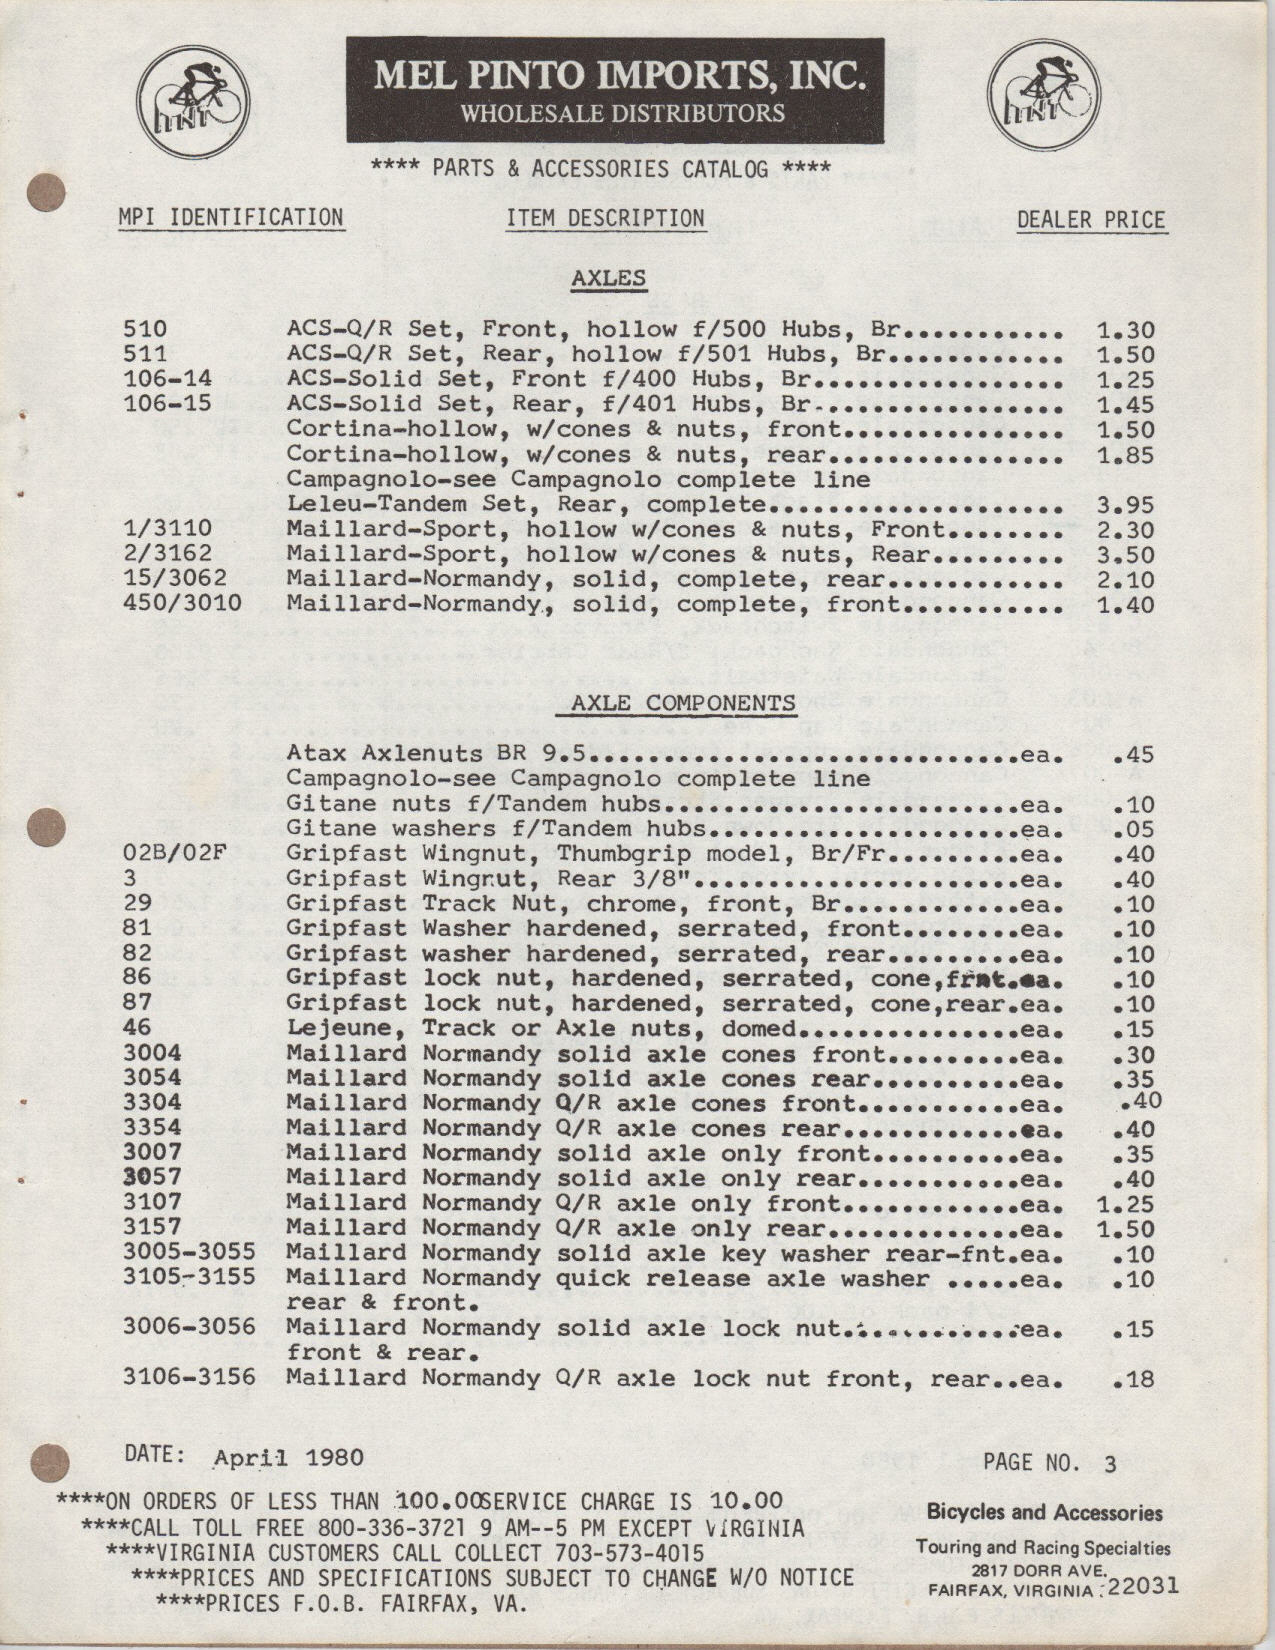 MEL PINTO IMPORTS, INC.
WHOLESALE DISTRIBUTORS
**** PARTS & ACCESSORIES CATALOG ****
MPI IDENTIFICATION ITEM DESCRIPTION DEALER PRICE
AXLES
510 ACS-Q/R Set, Front, hollow f/500 Hubs, Br........... 1.30
511 ACS-Q/R Set, Rear, hollow f/501 Hubs, Br............ 1.50
106-14 ACS-Solid Set, Front f/400 Hubs, Br................. 1.25
106-15 ACS-Solid Set, Rear, f/401 Hubs, Br................. 1.45
Cortina-hollow, w/cones & nuts, front............... 1.50
Cortina-hollow, w/cones & nuts, rear................ 1.85
Campagnolo-see Campagnolo complete line
Leleu-Tandem Set, Rear, complete.................... 3.95
1/3110 Maillard-Sport, hollow w/cones & nuts, Front........ 2.30
2/3162 Maillard-Sport, hollow w/cones & nuts, Rear......... 3.50
15/3062 Maillard-Normandy, solid, complete, rear............ 2.10
450/3010 Maillard-Normandy, solid, complete, front........... 1.40
AXLE COMPONENTS
Atax Axlenuts BR 9.5.............................ea. .45
Campagnolo-see Campagnolo complete line
Gitane nuts f/Tandem hubs........................ea. .10
Gitane washers f/Tandem hubs.....................ea. .05
02B/02F Gripfast Wingnut, Thumbgrip model, Br/Fr.........ea. .40
3 Gripfast Wingnut, Rear 3/8"......................ea. .40
29 Gripfast Track Nut, chrome, front, Br............ea. .10
81 Gripfast Washer hardened, serrated, front........ea. .10
82 Gripfast washer hardened, serrated, rear.........ea. .10
86 Gripfast lock nut, hardened, serrated, cone,frnt.ea. .10
87 Gripfast lock nut, hardened, serrated, cone,rear.ea. .10
46 Lejeune, Track or Axle nuts, domed...............ea. .15
3004 Maillard Normandy solid axle cones front.........ea. .30
3054 Maillard Normandy solid axle cones rear..........ea. .35
3304 Maillard Normandy Q/R axle cones front...........ea. .40
3354 Maillard Normandy Q/R axle cones rear............ea. .40
3007 Maillard Normandy solid axle only front..........ea. .35
3057 Maillard Normandy solid axle only rear...........ea. .40
3107 Maillard Normandy Q/R axle only front............ea. 1.25
3157 Maillard Normandy Q/R axle only rear.............ea. 1.50
3005-3055 Maillard Normandy solid axle key washer rear-fnt.ea. .10
3105-3155 Maillard Normandy quick release axle washer .....ea. .10
rear & front.
3006-3056 Maillard Normandy solid axle lock nut............ea. .15
front & rear.
3106-3156 Maillard Normandy Q/R axle lock nut front, rear..ea. .18
DATE: April 1980 PAGE NO. 3
****ON ORDERS OF LESS THAN 100.00SERVICE CHARGE IS 10.00
****CALL TOLL FREE 800-336-3721 9 AM--5 PM EXCEPT VIRGINIA
****VIRGINIA CUSTOMERS CALL COLLECT 703-573-4015
****PRICES AND SPECIFICATIONS SUBJECT TO CHANGE W/O NOTICE
****PRICES F.O.B. FAIRFAX, VA.
Bicycles and Accessories
Touring and Racing Specialties
2817 DORR AVE.
FAIRFAX, VIRGINIA 22031